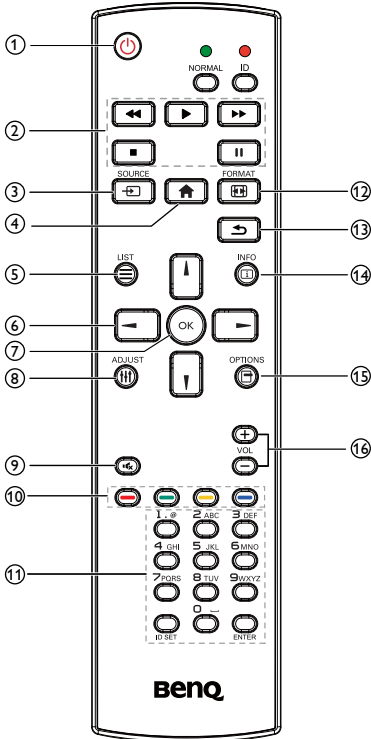 1
NORMAL ID
2
SOURCE FORMAT
3 12
4 13
LIST INFO
5 14
6
7 OK
ADJUST OPTIONS
8 15
+
VOL 16
−
9
10
1 . @ 2 ABC 3 DEF
4 GHI 5 JKL 6 MNO
11
7 PQRS 8 TUV 9 WXYZ
0
ID SET ENTER
BenQ